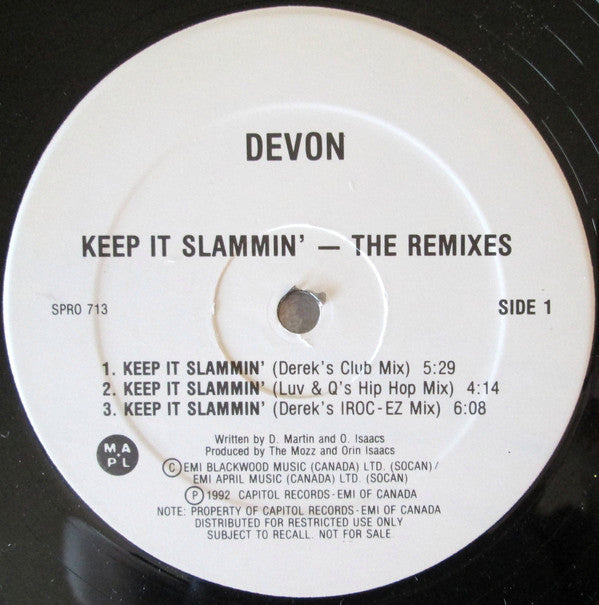 DEVON
KEEP IT SLAMMIN' — THE REMIXES
SPRO 713
SIDE 1
1. KEEP IT SLAMMIN' (Derek's Club Mix) 5:29
2. KEEP IT SLAMMIN' (Luv & Q's Hip Hop Mix) 4:14
3. KEEP IT SLAMMIN' (Derek's IROC-EZ Mix) 6:08
Written by D. Martin and O. Isaacs
Produced by The Mozz and Orin Isaacs
M A
P L
Ⓒ EMI BLACKWOOD MUSIC (CANADA) LTD. (SOCAN) /
EMI APRIL MUSIC (CANADA) LTD. (SOCAN)
Ⓟ 1992 CAPITOL RECORDS - EMI OF CANADA
NOTE: PROPERTY OF CAPITOL RECORDS - EMI OF CANADA
DISTRIBUTED FOR RESTRICTED USE ONLY
SUBJECT TO RECALL. NOT FOR SALE.